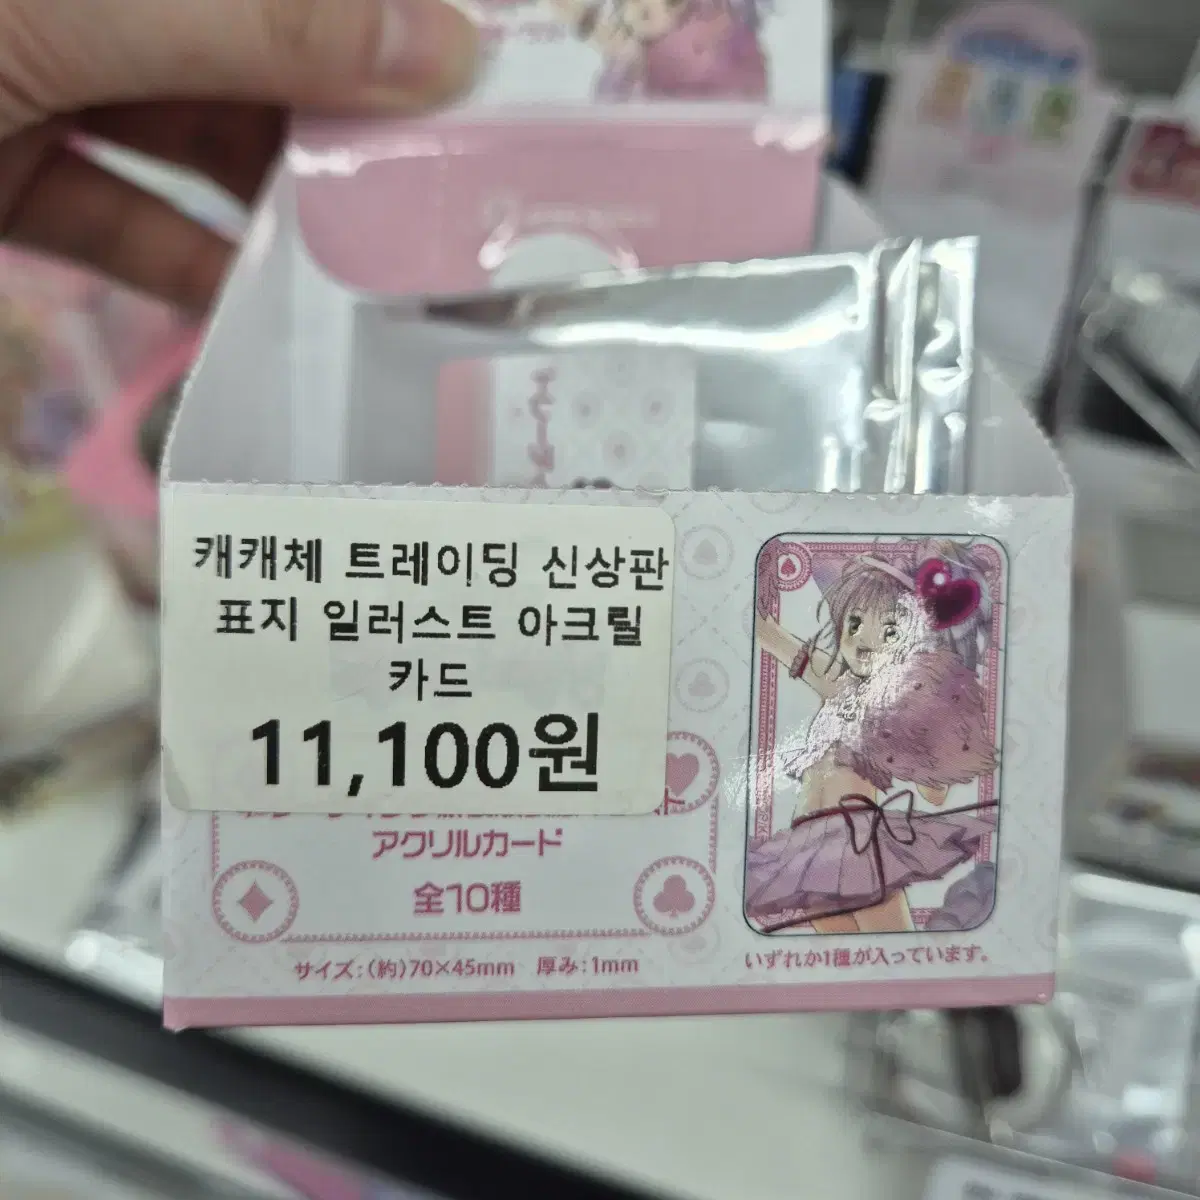 캐캐체 트레이딩 신상판
표지 일러스트 아크릴
카드
11,100원
アクリルカード
全10種
サイズ:(約)70×45mm 厚み:1mm
いずれか1種が入っています。